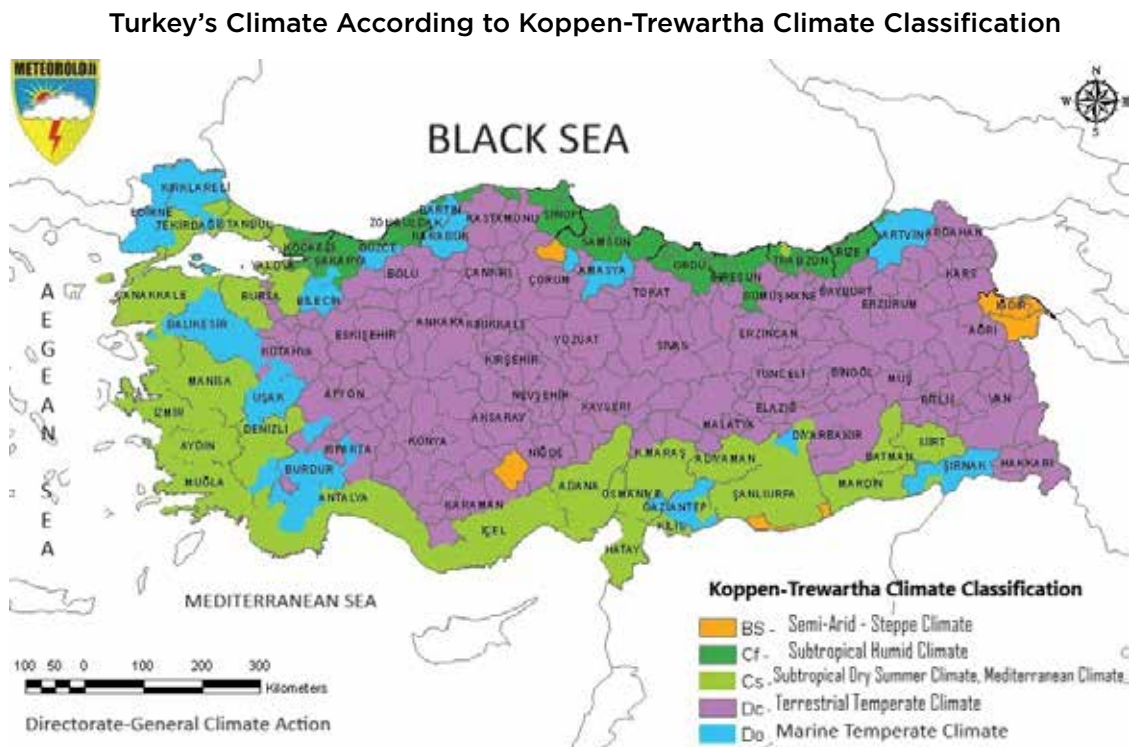 Turkey's Climate According to Koppen-Trewartha Climate Classification
METEOROLOJI
N
W
E
S
BLACK SEA
KIRKLARELİ
EDİRNE
TEKİRDAĞ
İSTANBUL
KOCAELİ
YALOVA
SAKARYA
DÜZCE
ZONGULDAK
BARTIN
KARABÜK
KASTAMONU
SİNOP
SAMSUN
ORDU
GİRESUN
TRABZON
RİZE
ARTVİN
ARDAHAN
ÇANAKKALE
BURSA
BİLECİK
BOLU
ÇANKIRI
ÇORUM
AMASYA
TOKAT
GÜMÜŞHANE
BAYBURT
ERZURUM
KARS
IĞDIR
AĞRI
BALIKESİR
KÜTAHYA
ESKİŞEHİR
ANKARA
KIRIKKALE
YOZGAT
SİVAS
ERZİNCAN
KIRŞEHİR
TUNCELİ
BİNGÖL
MUŞ
MANİSA
UŞAK
AFYON
NEVŞEHİR
AKSARAY
KAYSERİ
ELAZIĞ
BİTLİS
VAN
İZMİR
DENİZLİ
MALATYA
DİYARBAKIR
AYDIN
ISPARTA
KONYA
NİĞDE
K.MARAŞ
ADIYAMAN
BATMAN
SİİRT
ŞIRNAK
HAKKARİ
MUĞLA
BURDUR
ANTALYA
KARAMAN
ADANA
OSMANİYE
GAZİANTEP
ŞANLIURFA
MARDİN
İÇEL
KİLİS
HATAY
AEGEAN SEA
MEDITERRANEAN SEA
Koppen-Trewartha Climate Classification
BS - Semi-Arid - Steppe Climate
Cf - Subtropical Humid Climate
Cs - Subtropical Dry Summer Climate, Mediterranean Climate
Dc - Terrestrial Temperate Climate
Do - Marine Temperate Climate
100 50 0 100 200 300
Kilometers
Directorate-General Climate Action